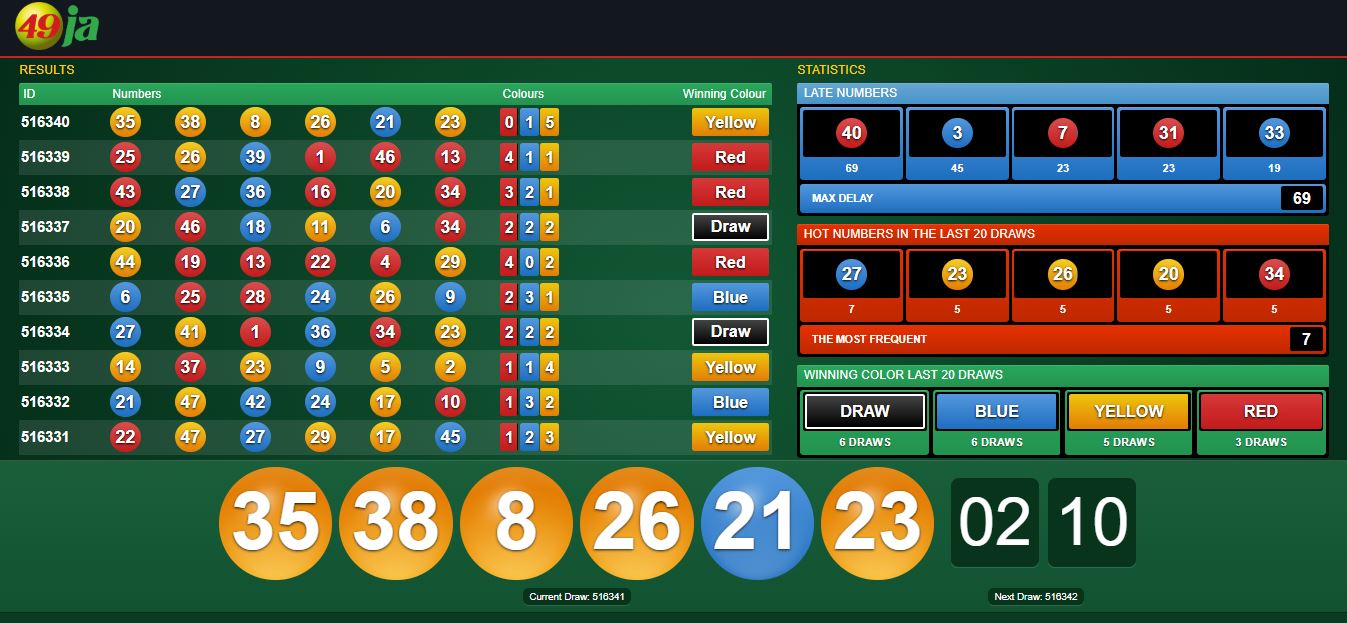 49ja
RESULTS
ID Numbers Colours Winning Colour
516340 35 38 8 26 21 23 0 1 5 Yellow
516339 25 26 39 1 46 13 4 1 1 Red
516338 43 27 36 16 20 34 3 2 1 Red
516337 20 46 18 11 6 34 2 2 2 Draw
516336 44 19 13 22 4 29 4 0 2 Red
516335 6 25 28 24 26 9 2 3 1 Blue
516334 27 41 1 36 34 23 2 2 2 Draw
516333 14 37 23 9 5 2 1 1 4 Yellow
516332 21 47 42 24 17 10 1 3 2 Blue
516331 22 47 27 29 17 45 1 2 3 Yellow
STATISTICS
LATE NUMBERS
40 3 7 31 33
69 45 23 23 19
MAX DELAY 69
HOT NUMBERS IN THE LAST 20 DRAWS
27 23 26 20 34
7 5 5 5 5
THE MOST FREQUENT 7
WINNING COLOR LAST 20 DRAWS
DRAW BLUE YELLOW RED
6 DRAWS 6 DRAWS 5 DRAWS 3 DRAWS
35 38 8 26 21 23 02 10
Current Draw: 516341 Next Draw: 516342